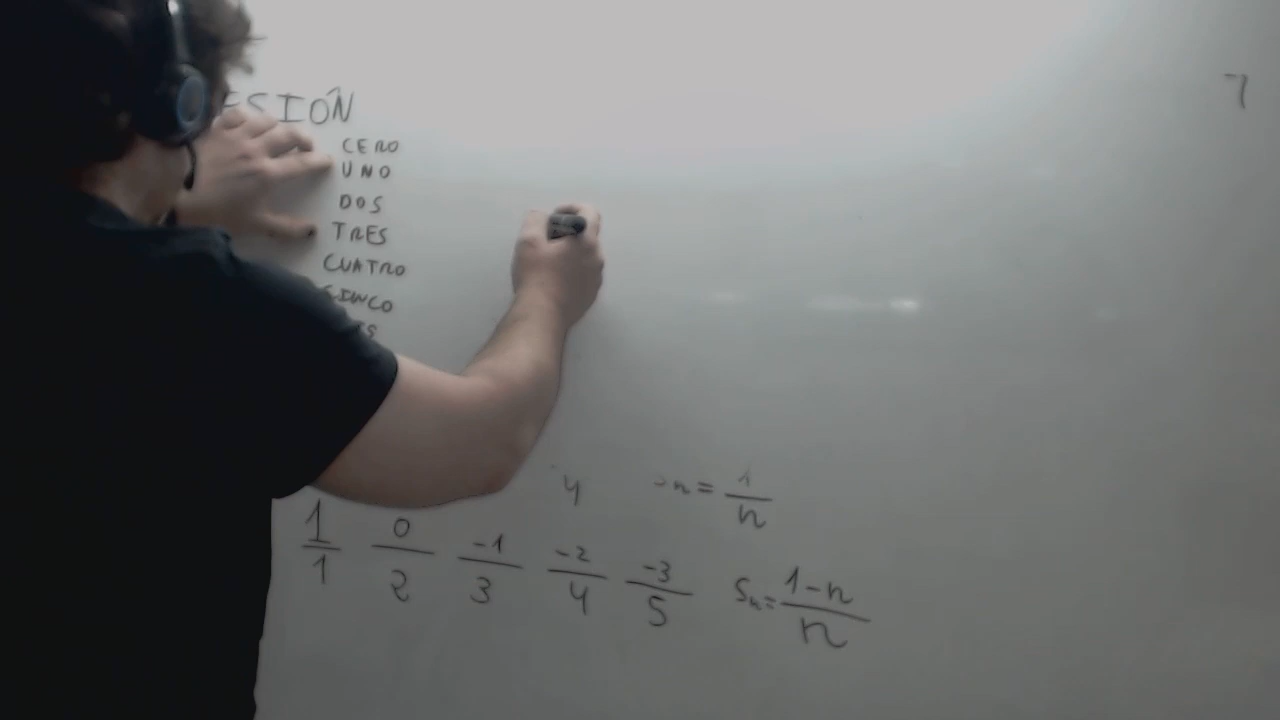 ESIÓN
CERO
UNO
DOS
TRES
CUATRO
CINCO
4 n = 1/n
1/1 0/2 -1/3 -2/4 -3/5 Sn = 1-n/n
7